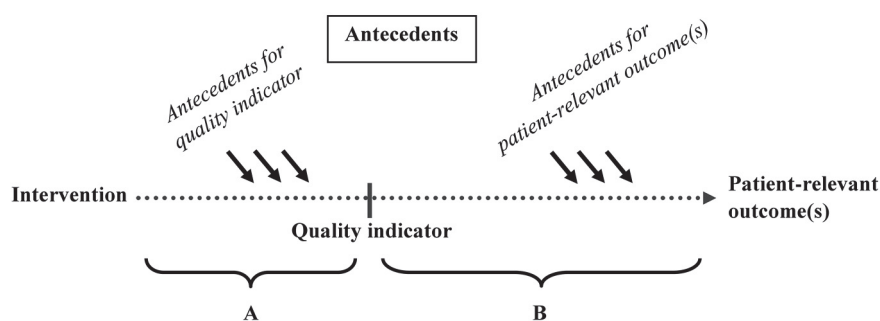 Antecedents
Antecedents for
quality indicator
Antecedents for
patient-relevant outcome(s)
Intervention
Patient-relevant
outcome(s)
Quality indicator
A
B